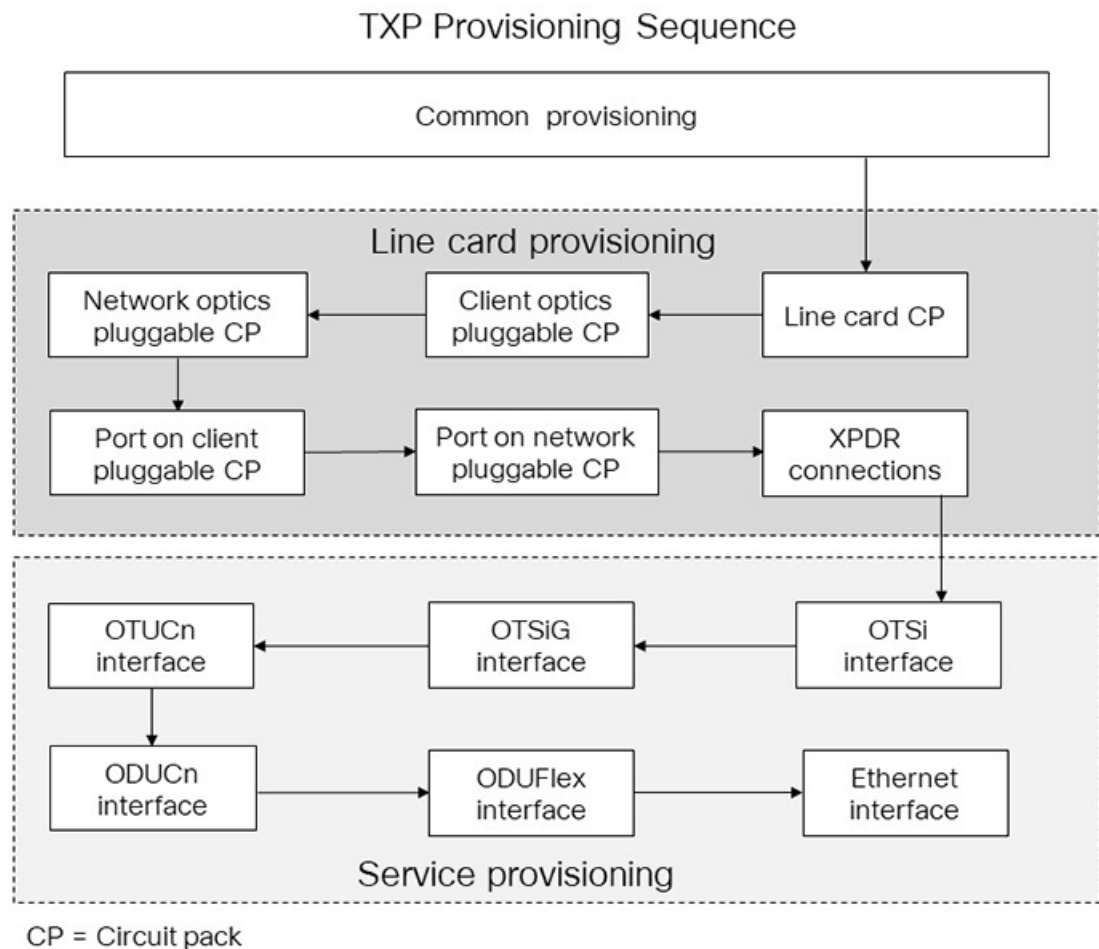 TXP Provisioning Sequence
Common provisioning
Line card provisioning
Network optics
pluggable CP
Client optics
pluggable CP
Line card CP
Port on client
pluggable CP
Port on network
pluggable CP
XPDR
connections
OTUCn
interface
OTSiG
interface
OTSi
interface
ODUCn
interface
ODUFlex
interface
Ethernet
interface
Service provisioning
CP = Circuit pack